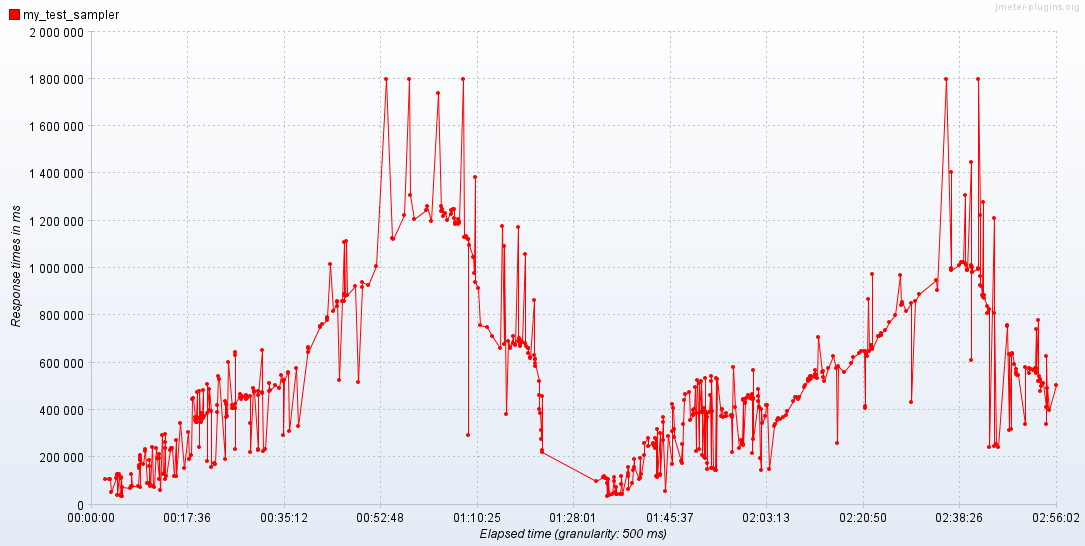 my_test_sampler
jmeter-plugins.org
2 000 000
1 800 000
1 600 000
1 400 000
1 200 000
1 000 000
800 000
600 000
400 000
200 000
0
Response times in ms
00:00:00 00:17:36 00:35:12 00:52:48 01:10:25 01:28:01 01:45:37 02:03:13 02:20:50 02:38:26 02:56:02
Elapsed time (granularity: 500 ms)